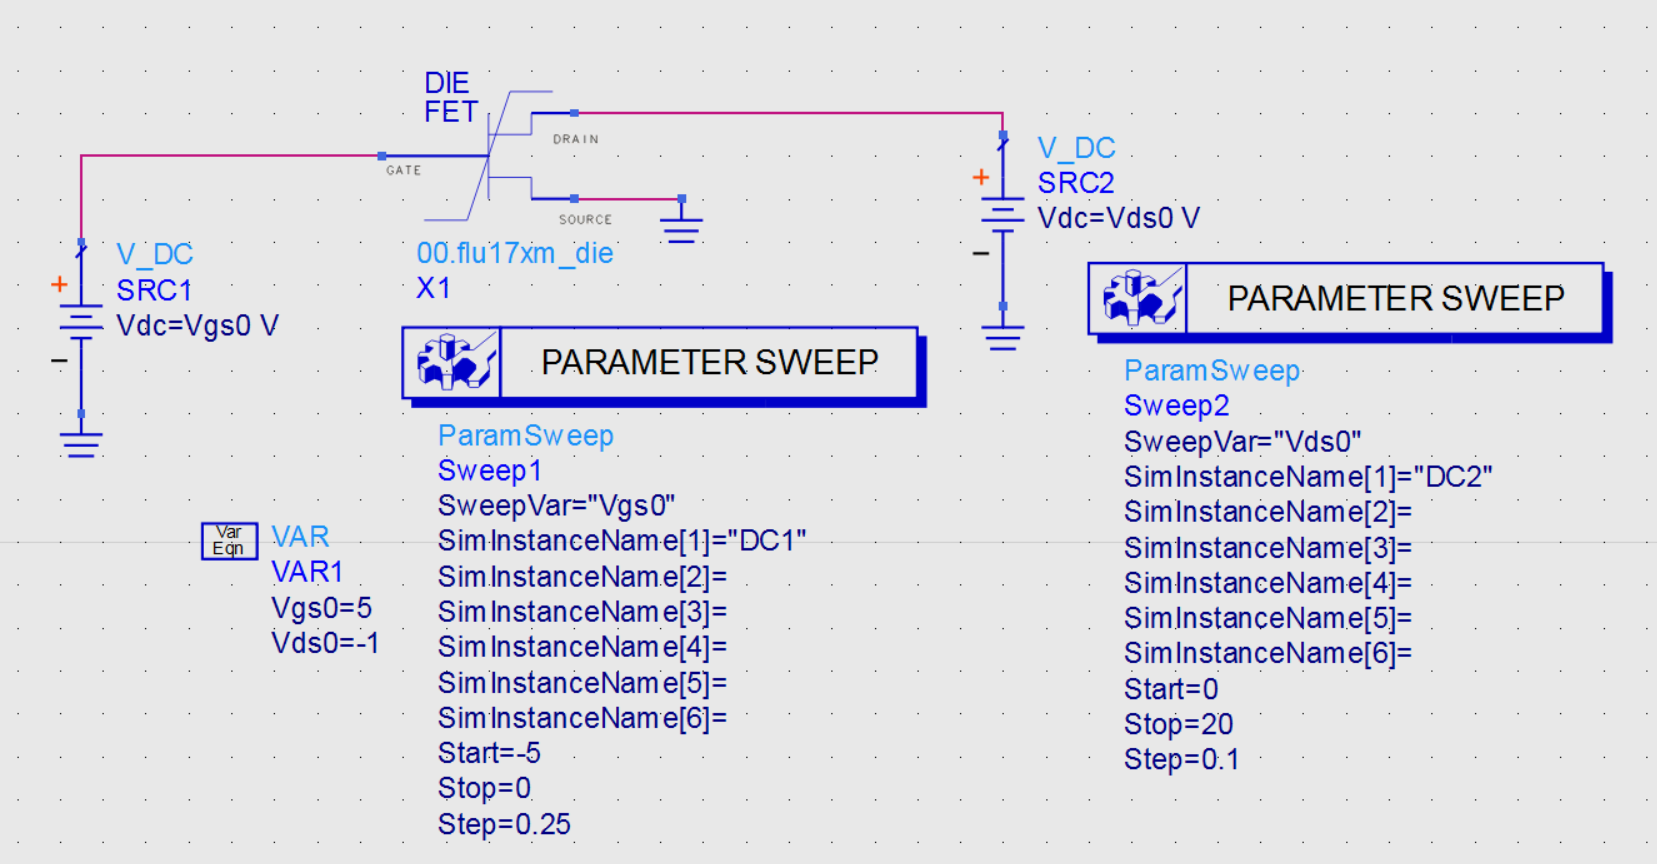 DIE
FET
DRAIN
GATE
SOURCE
00.flu17xm_die
X1
+
V_DC
SRC1
Vdc=Vgs0 V
−
+
V_DC
SRC2
Vdc=Vds0 V
−
Var
Eqn
VAR
VAR1
Vgs0=5
Vds0=-1
PARAMETER SWEEP
ParamSweep
Sweep1
SweepVar="Vgs0"
SimInstanceName[1]="DC1"
SimInstanceName[2]=
SimInstanceName[3]=
SimInstanceName[4]=
SimInstanceName[5]=
SimInstanceName[6]=
Start=-5
Stop=0
Step=0.25
PARAMETER SWEEP
ParamSweep
Sweep2
SweepVar="Vds0"
SimInstanceName[1]="DC2"
SimInstanceName[2]=
SimInstanceName[3]=
SimInstanceName[4]=
SimInstanceName[5]=
SimInstanceName[6]=
Start=0
Stop=20
Step=0.1